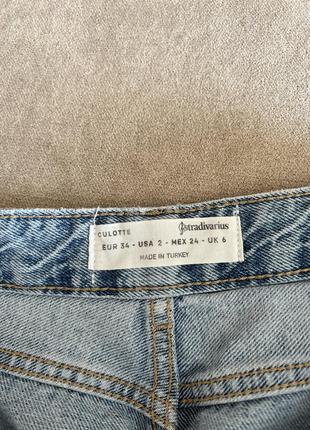 CULOTTE
stradivarius
EUR 34 - USA 2 - MEX 24 - UK 6
MADE IN TURKEY